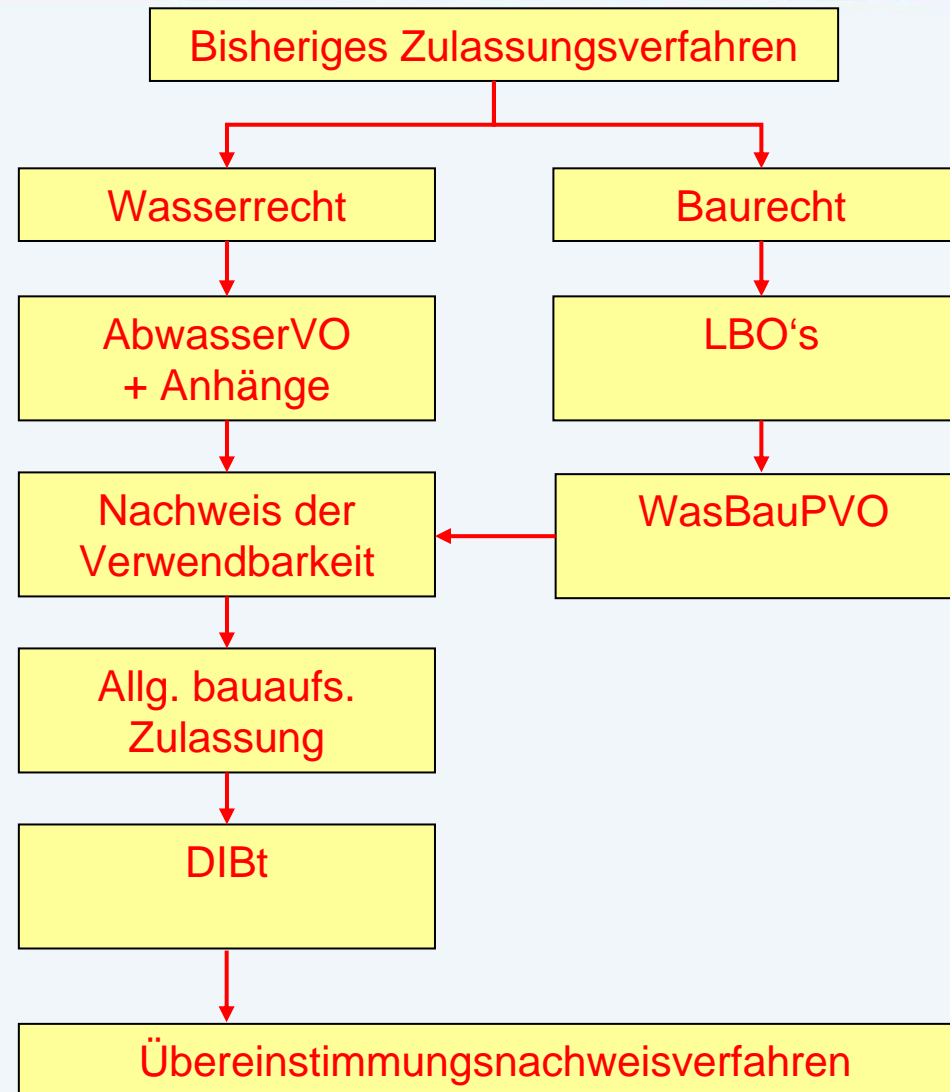 Bisheriges Zulassungsverfahren
Wasserrecht
Baurecht
AbwasserVO
+ Anhänge
LBO‘s
Nachweis der
Verwendbarkeit
WasBauPVO
Allg. bauaufs.
Zulassung
DIBt
Übereinstimmungsnachweisverfahren